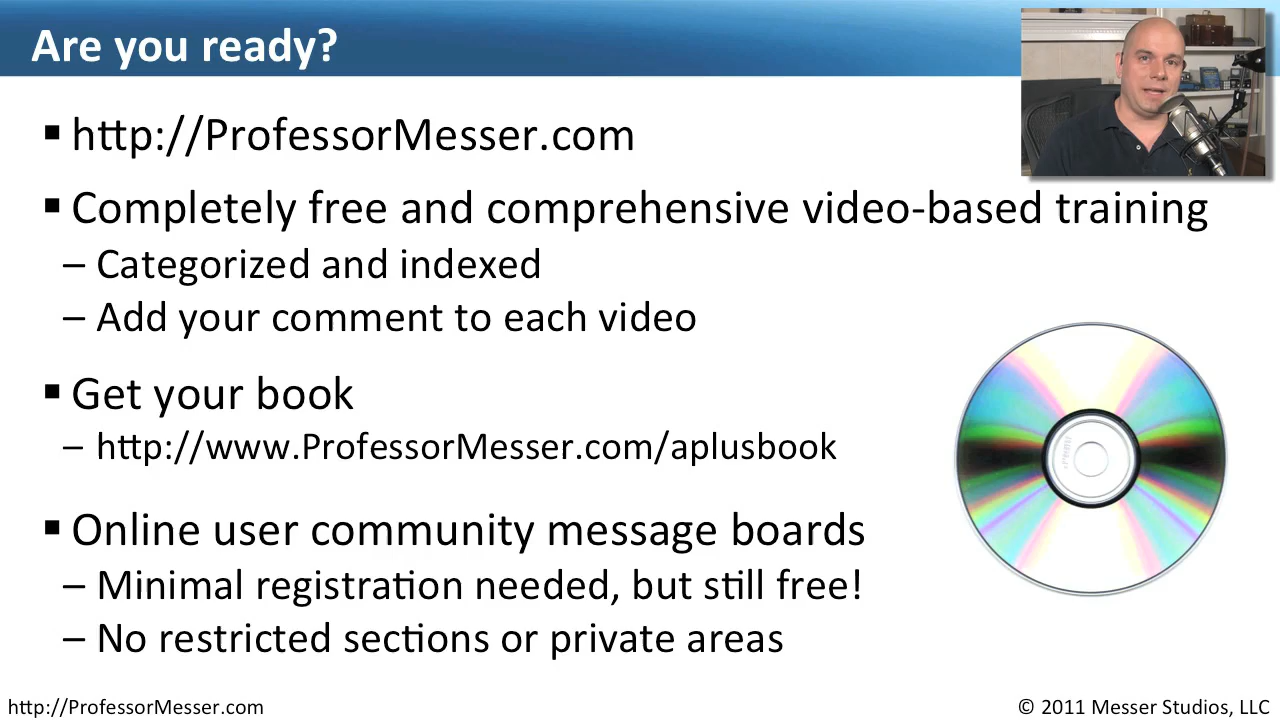 Are you ready?
▪ http://ProfessorMesser.com
▪ Completely free and comprehensive video-based training
– Categorized and indexed
– Add your comment to each video
▪ Get your book
– http://www.ProfessorMesser.com/aplusbook
▪ Online user community message boards
– Minimal registration needed, but still free!
– No restricted sections or private areas
http://ProfessorMesser.com
© 2011 Messer Studios, LLC